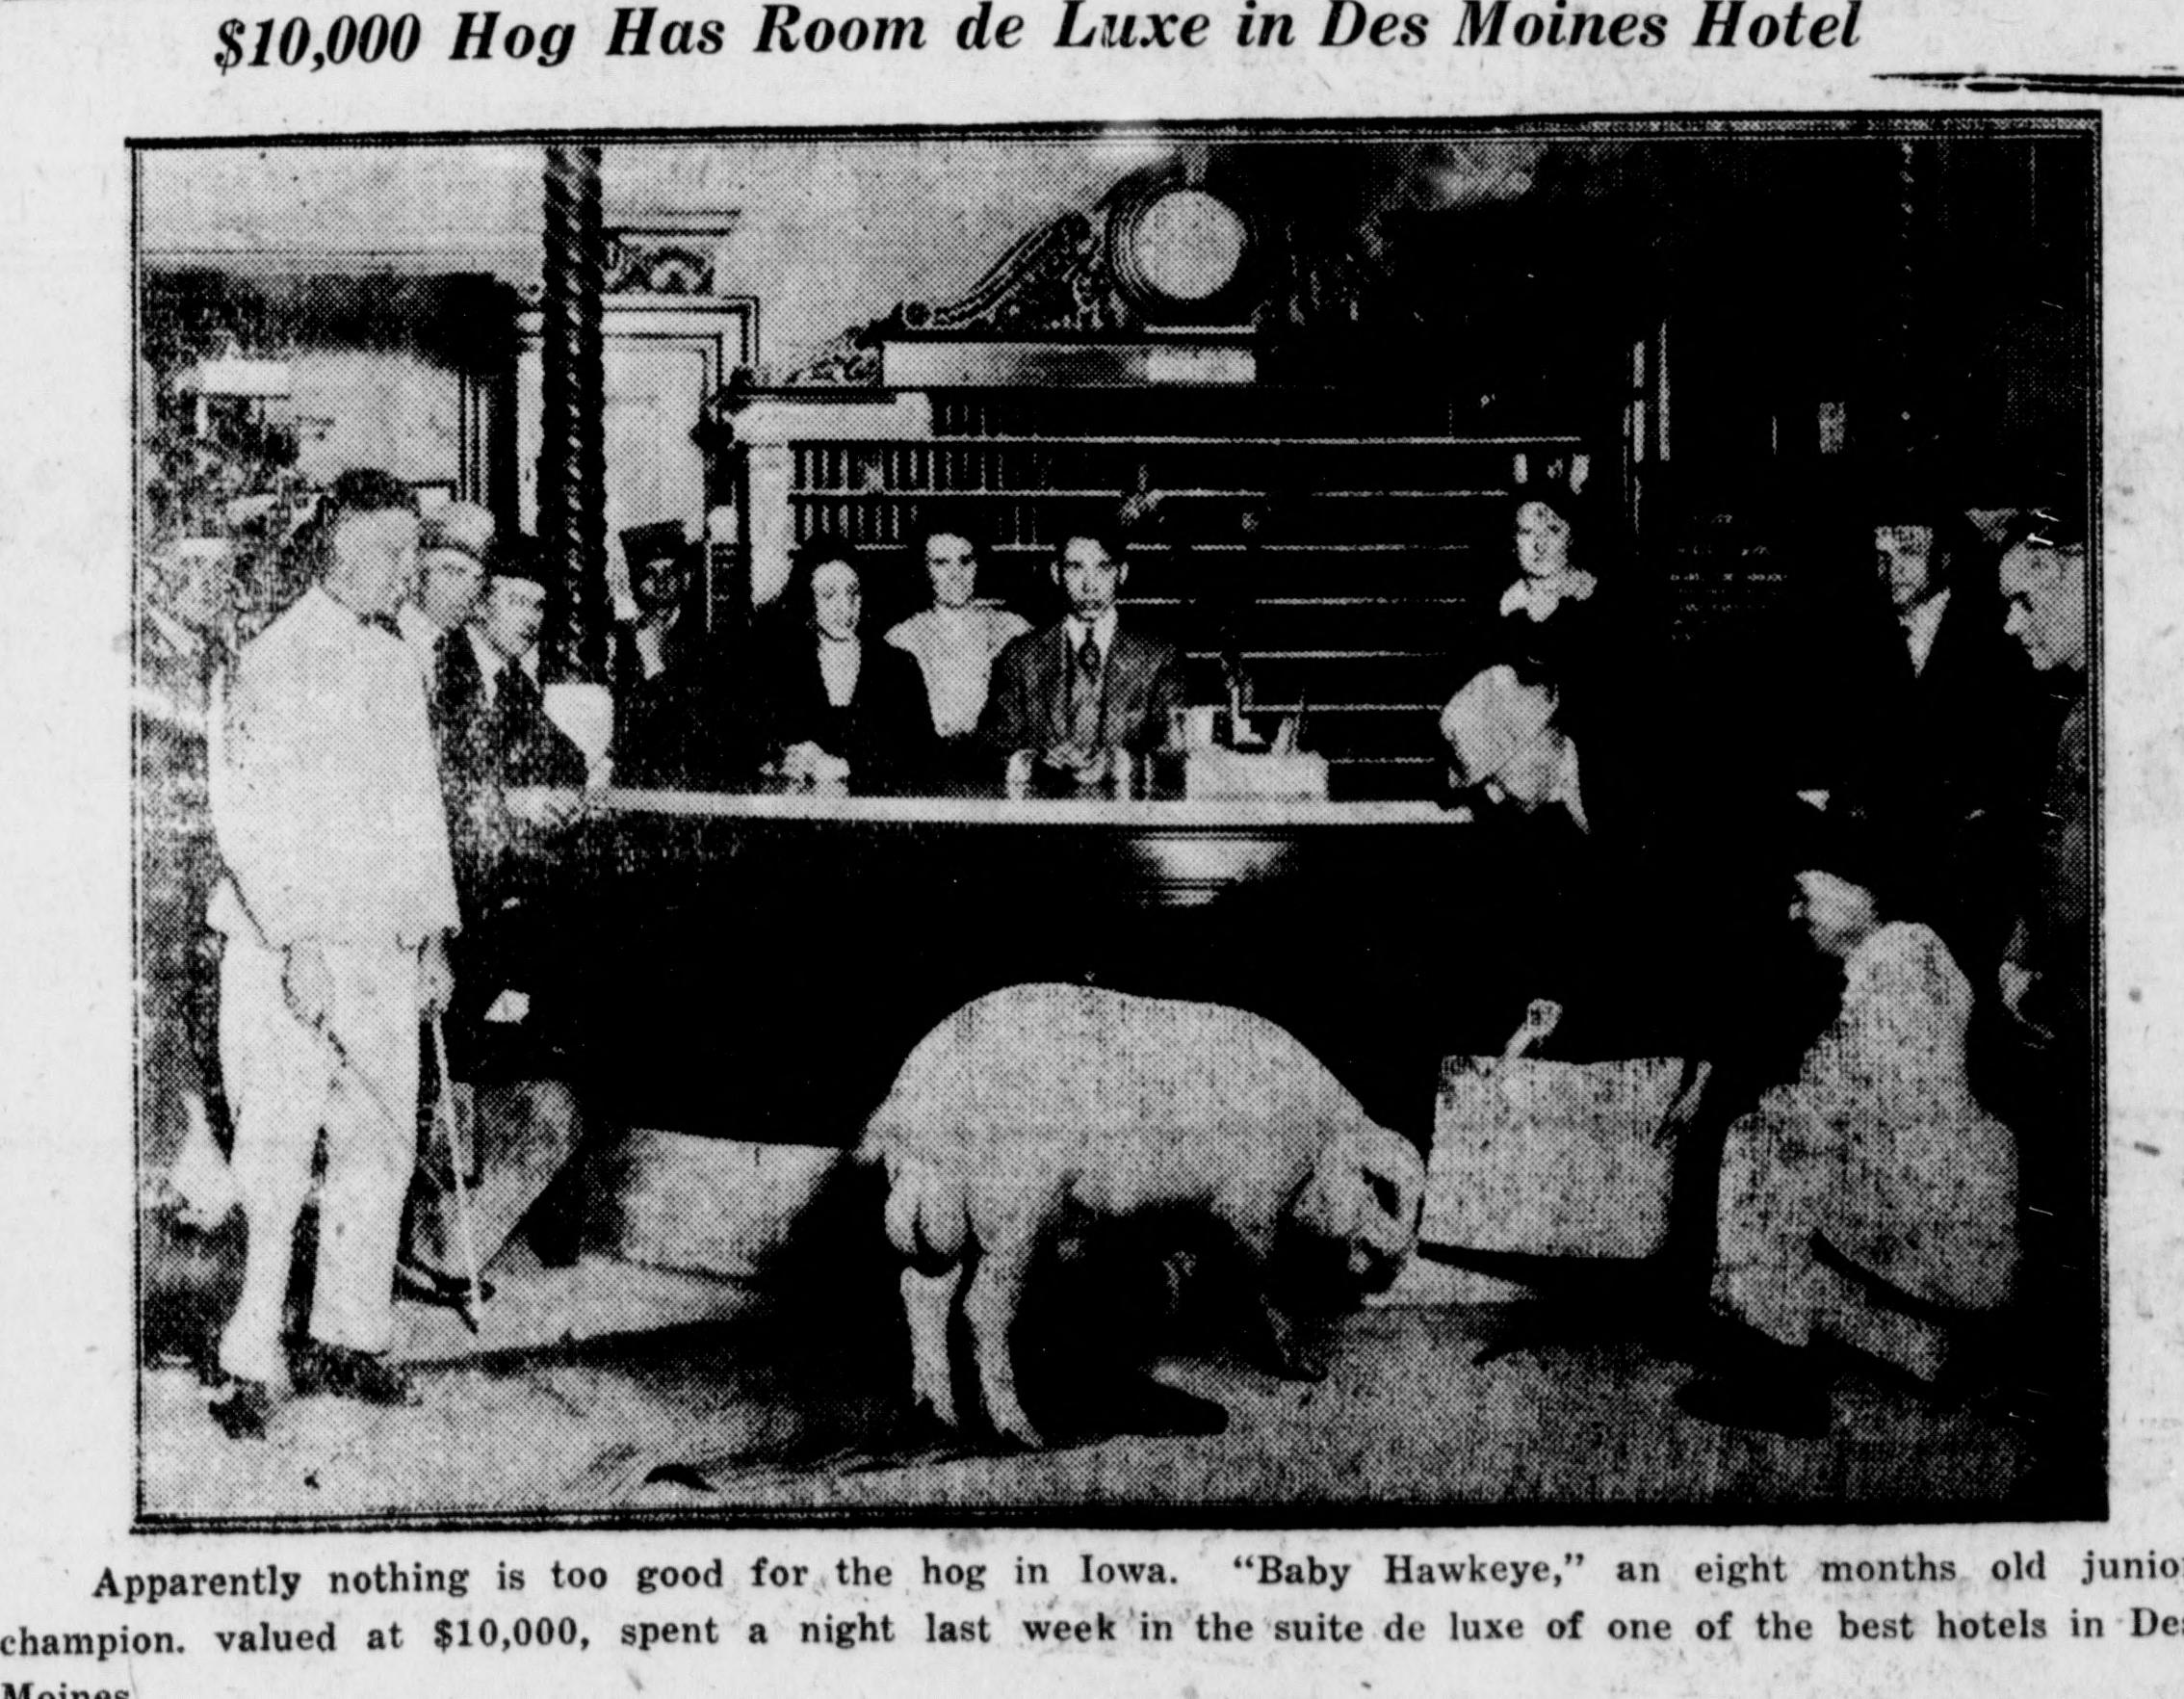 $10,000 Hog Has Room de Luxe in Des Moines Hotel
Apparently nothing is too good for the hog in Iowa. "Baby Hawkeye," an eight months old junio
champion. valued at $10,000, spent a night last week in the suite de luxe of one of the best hotels in De
Moines